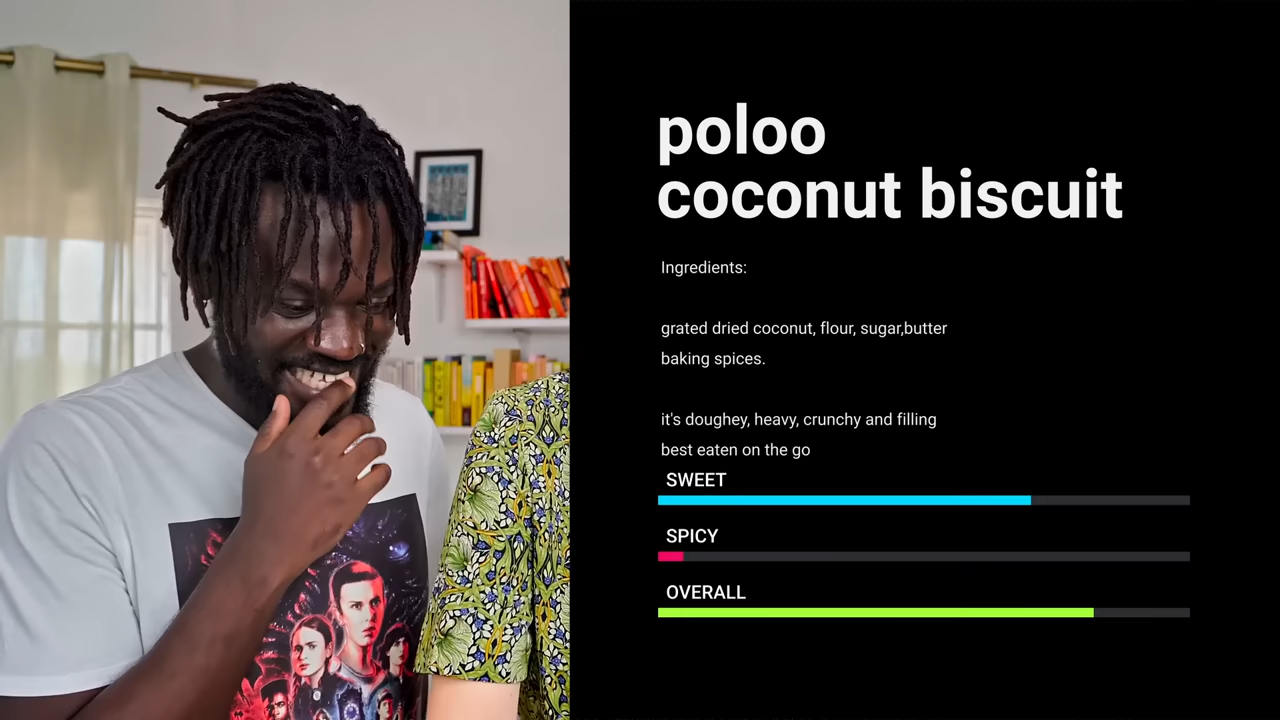 poloo
coconut biscuit
Ingredients:
grated dried coconut, flour, sugar,butter
baking spices.
it's doughey, heavy, crunchy and filling
best eaten on the go
SWEET
SPICY
OVERALL